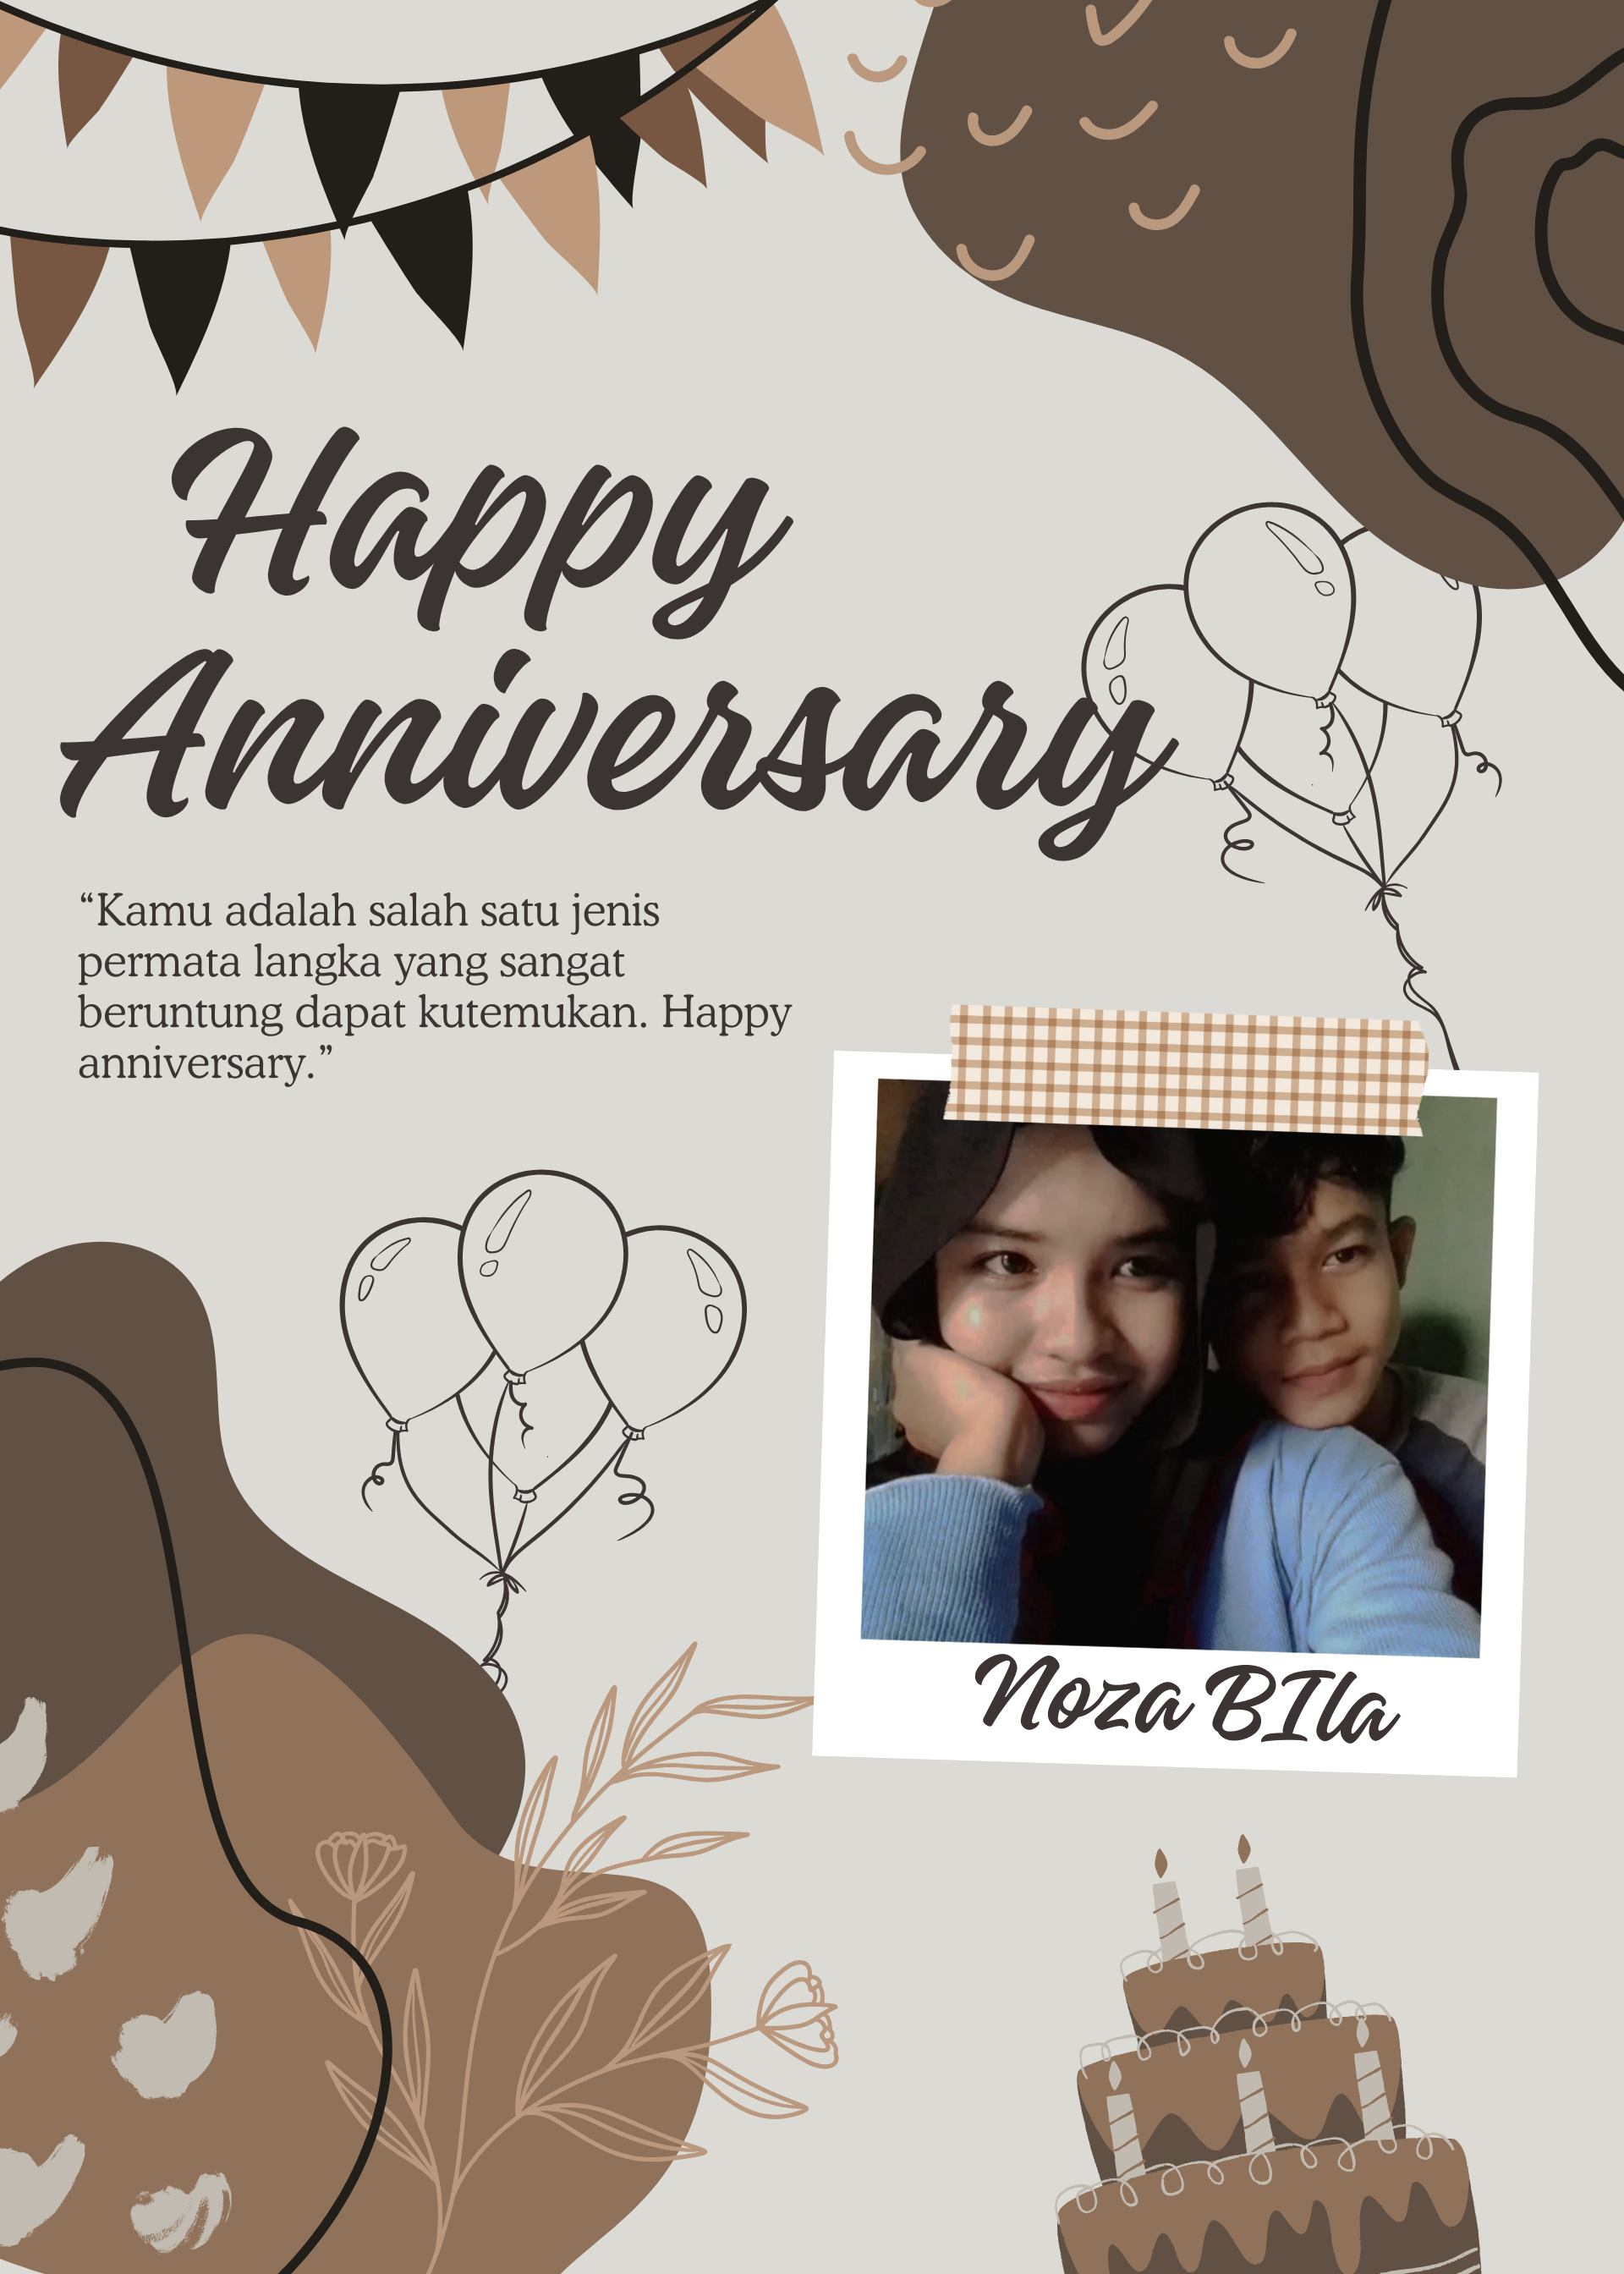 Happy
Anniversary
“Kamu adalah salah satu jenis
permata langka yang sangat
beruntung dapat kutemukan. Happy
anniversary.”
Noza BIla